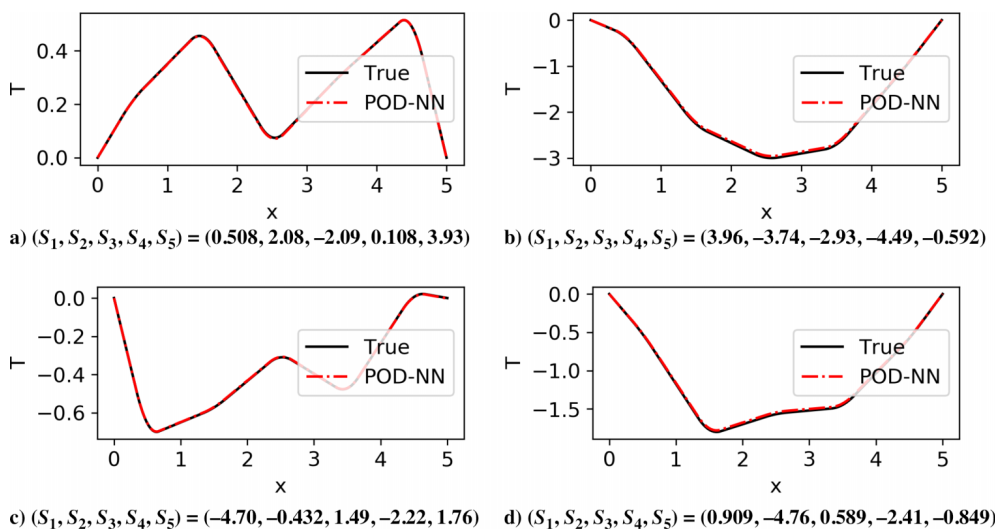 0.4
0.2
0.0
T
True
POD-NN
0 1 2 3 4 5
x
a) (S₁, S₂, S₃, S₄, S₅) = (0.508, 2.08, −2.09, 0.108, 3.93)
0
−1
−2
−3
T
True
POD-NN
0 1 2 3 4 5
x
b) (S₁, S₂, S₃, S₄, S₅) = (3.96, −3.74, −2.93, −4.49, −0.592)
0.0
−0.2
−0.4
−0.6
T
True
POD-NN
0 1 2 3 4 5
x
c) (S₁, S₂, S₃, S₄, S₅) = (−4.70, −0.432, 1.49, −2.22, 1.76)
0.0
−0.5
−1.0
−1.5
T
True
POD-NN
0 1 2 3 4 5
x
d) (S₁, S₂, S₃, S₄, S₅) = (0.909, −4.76, 0.589, −2.41, −0.849)